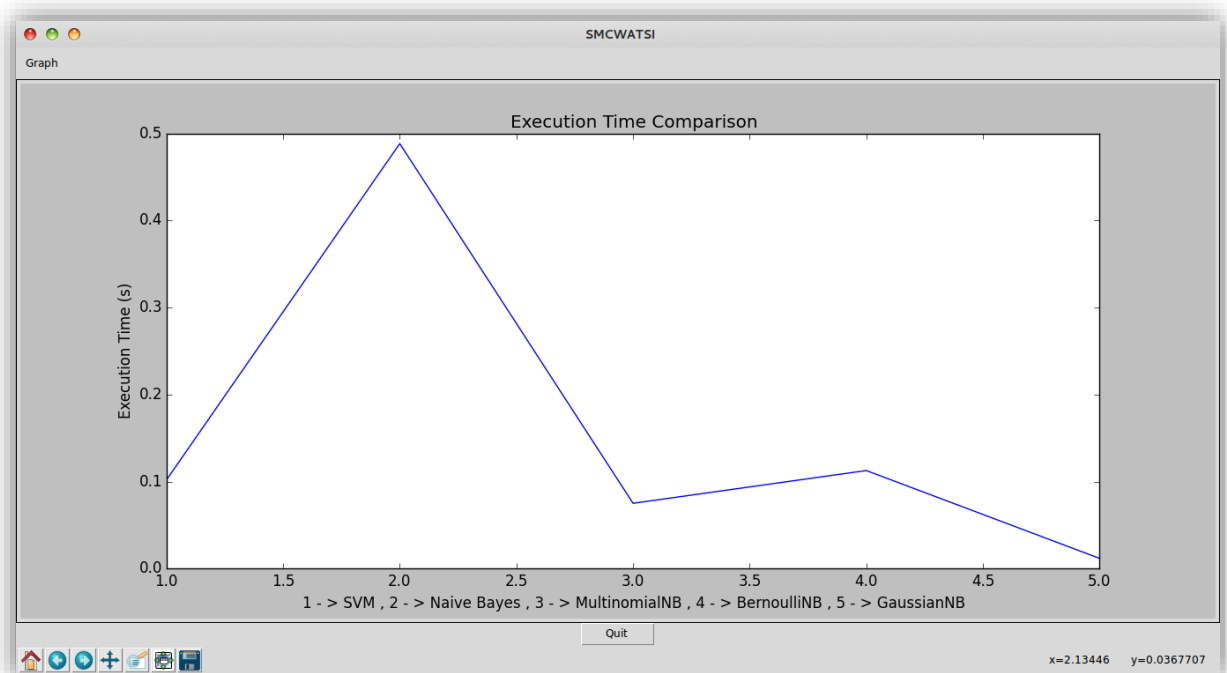 SMCWATSI
Graph
Execution Time Comparison
Execution Time (s)
0.5
0.4
0.3
0.2
0.1
0.0
1.0 1.5 2.0 2.5 3.0 3.5 4.0 4.5 5.0
1 - > SVM , 2 - > Naive Bayes , 3 - > MultinomialNB , 4 - > BernoulliNB , 5 - > GaussianNB
Quit
x=2.13446 y=0.0367707